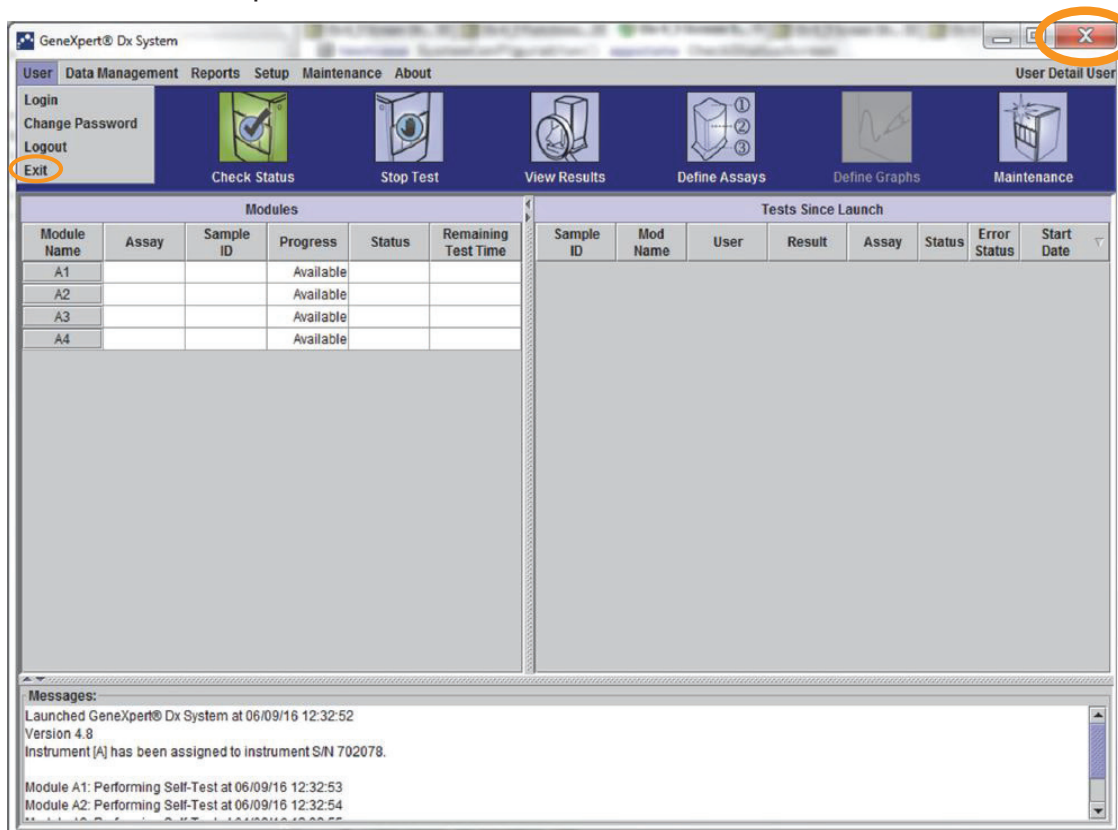 GeneXpert® Dx System
User Data Management Reports Setup Maintenance About User Detail User
Login
Change Password
Logout
Exit
Check Status Stop Test View Results Define Assays Define Graphs Maintenance
① ② ③
Modules
Module Name Assay Sample ID Progress Status Remaining Test Time
A1 Available
A2 Available
A3 Available
A4 Available
Tests Since Launch
Sample ID Mod Name User Result Assay Status Error Status Start Date
Messages:
Launched GeneXpert® Dx System at 06/09/16 12:32:52
Version 4.8
Instrument [A] has been assigned to instrument S/N 702078.
Module A1: Performing Self-Test at 06/09/16 12:32:53
Module A2: Performing Self-Test at 06/09/16 12:32:54